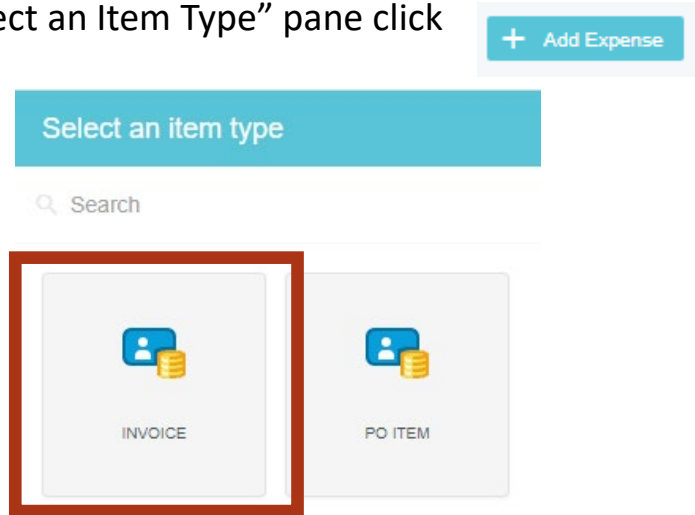 ect an Item Type” pane click
+ Add Expense
Select an item type
Search
INVOICE
PO ITEM